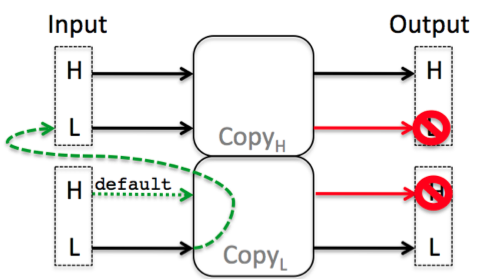 Input Output
H H
L L
Copy_H
H default H
L L
Copy_L